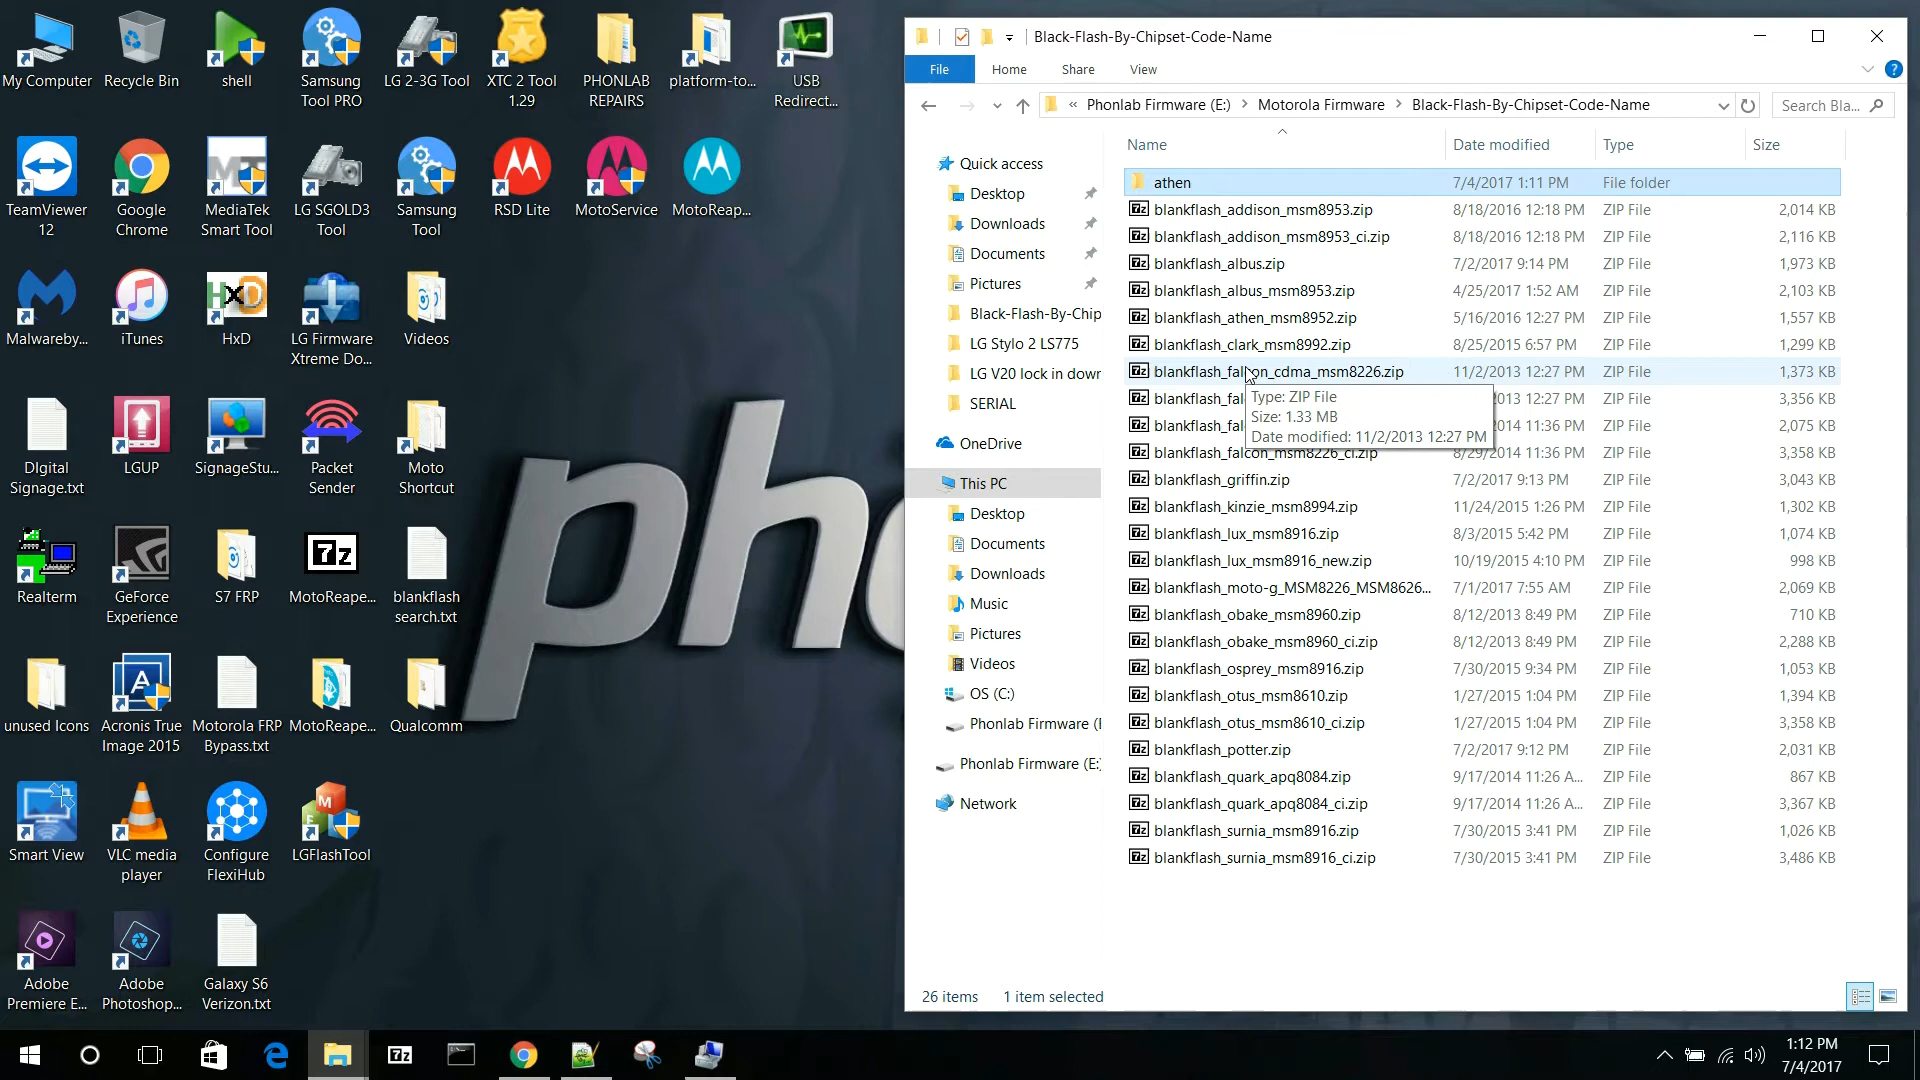 My Computer
Recycle Bin
shell
Samsung
Tool PRO
LG 2-3G Tool
XTC 2 Tool
1.29
PHONLAB
REPAIRS
platform-to...
USB
Redirect...
TeamViewer
12
Google
Chrome
MediaTek
Smart Tool
LG SGOLD3
Tool
Samsung
Tool
RSD Lite
MotoService
MotoReap...
Malwareby...
iTunes
HxD
LG Firmware
Xtreme Do...
Videos
DIgital
Signage.txt
LGUP
SignageStu...
Packet
Sender
Moto
Shortcut
Realterm
GeForce
Experience
S7 FRP
MotoReape...
blankflash
search.txt
unused Icons
Acronis True
Image 2015
Motorola FRP
Bypass.txt
MotoReape...
Qualcomm
Smart View
VLC media
player
Configure
FlexiHub
LGFlashTool
Adobe
Premiere E...
Adobe
Photoshop...
Galaxy S6
Verizon.txt
ph
Black-Flash-By-Chipset-Code-Name
File Home Share View
« Phonlab Firmware (E:) > Motorola Firmware > Black-Flash-By-Chipset-Code-Name
Search Bla...
Quick access
Desktop
Downloads
Documents
Pictures
Black-Flash-By-Chip
LG Stylo 2 LS775
LG V20 lock in dowr
SERIAL
OneDrive
This PC
Desktop
Documents
Downloads
Music
Pictures
Videos
OS (C:)
Phonlab Firmware (
Phonlab Firmware (E:
Network
Name Date modified Type Size
athen 7/4/2017 1:11 PM File folder
blankflash_addison_msm8953.zip 8/18/2016 12:18 PM ZIP File 2,014 KB
blankflash_addison_msm8953_ci.zip 8/18/2016 12:18 PM ZIP File 2,116 KB
blankflash_albus.zip 7/2/2017 9:14 PM ZIP File 1,973 KB
blankflash_albus_msm8953.zip 4/25/2017 1:52 AM ZIP File 2,103 KB
blankflash_athen_msm8952.zip 5/16/2016 12:27 PM ZIP File 1,557 KB
blankflash_clark_msm8992.zip 8/25/2015 6:57 PM ZIP File 1,299 KB
blankflash_falcon_cdma_msm8226.zip 11/2/2013 12:27 PM ZIP File 1,373 KB
blankflash_fal 2013 12:27 PM ZIP File 3,356 KB
blankflash_fal 2014 11:36 PM ZIP File 2,075 KB
blankflash_falcon_msm8226_ci.zip 8/29/2014 11:36 PM ZIP File 3,358 KB
Type: ZIP File
Size: 1.33 MB
Date modified: 11/2/2013 12:27 PM
blankflash_griffin.zip 7/2/2017 9:13 PM ZIP File 3,043 KB
blankflash_kinzie_msm8994.zip 11/24/2015 1:26 PM ZIP File 1,302 KB
blankflash_lux_msm8916.zip 8/3/2015 5:42 PM ZIP File 1,074 KB
blankflash_lux_msm8916_new.zip 10/19/2015 4:10 PM ZIP File 998 KB
blankflash_moto-g_MSM8226_MSM8626... 7/1/2017 7:55 AM ZIP File 2,069 KB
blankflash_obake_msm8960.zip 8/12/2013 8:49 PM ZIP File 710 KB
blankflash_obake_msm8960_ci.zip 8/12/2013 8:49 PM ZIP File 2,288 KB
blankflash_osprey_msm8916.zip 7/30/2015 9:34 PM ZIP File 1,053 KB
blankflash_otus_msm8610.zip 1/27/2015 1:04 PM ZIP File 1,394 KB
blankflash_otus_msm8610_ci.zip 1/27/2015 1:04 PM ZIP File 3,358 KB
blankflash_potter.zip 7/2/2017 9:12 PM ZIP File 2,031 KB
blankflash_quark_apq8084.zip 9/17/2014 11:26 A... ZIP File 867 KB
blankflash_quark_apq8084_ci.zip 9/17/2014 11:26 A... ZIP File 3,367 KB
blankflash_surnia_msm8916.zip 7/30/2015 3:41 PM ZIP File 1,026 KB
blankflash_surnia_msm8916_ci.zip 7/30/2015 3:41 PM ZIP File 3,486 KB
26 items 1 item selected
1:12 PM
7/4/2017